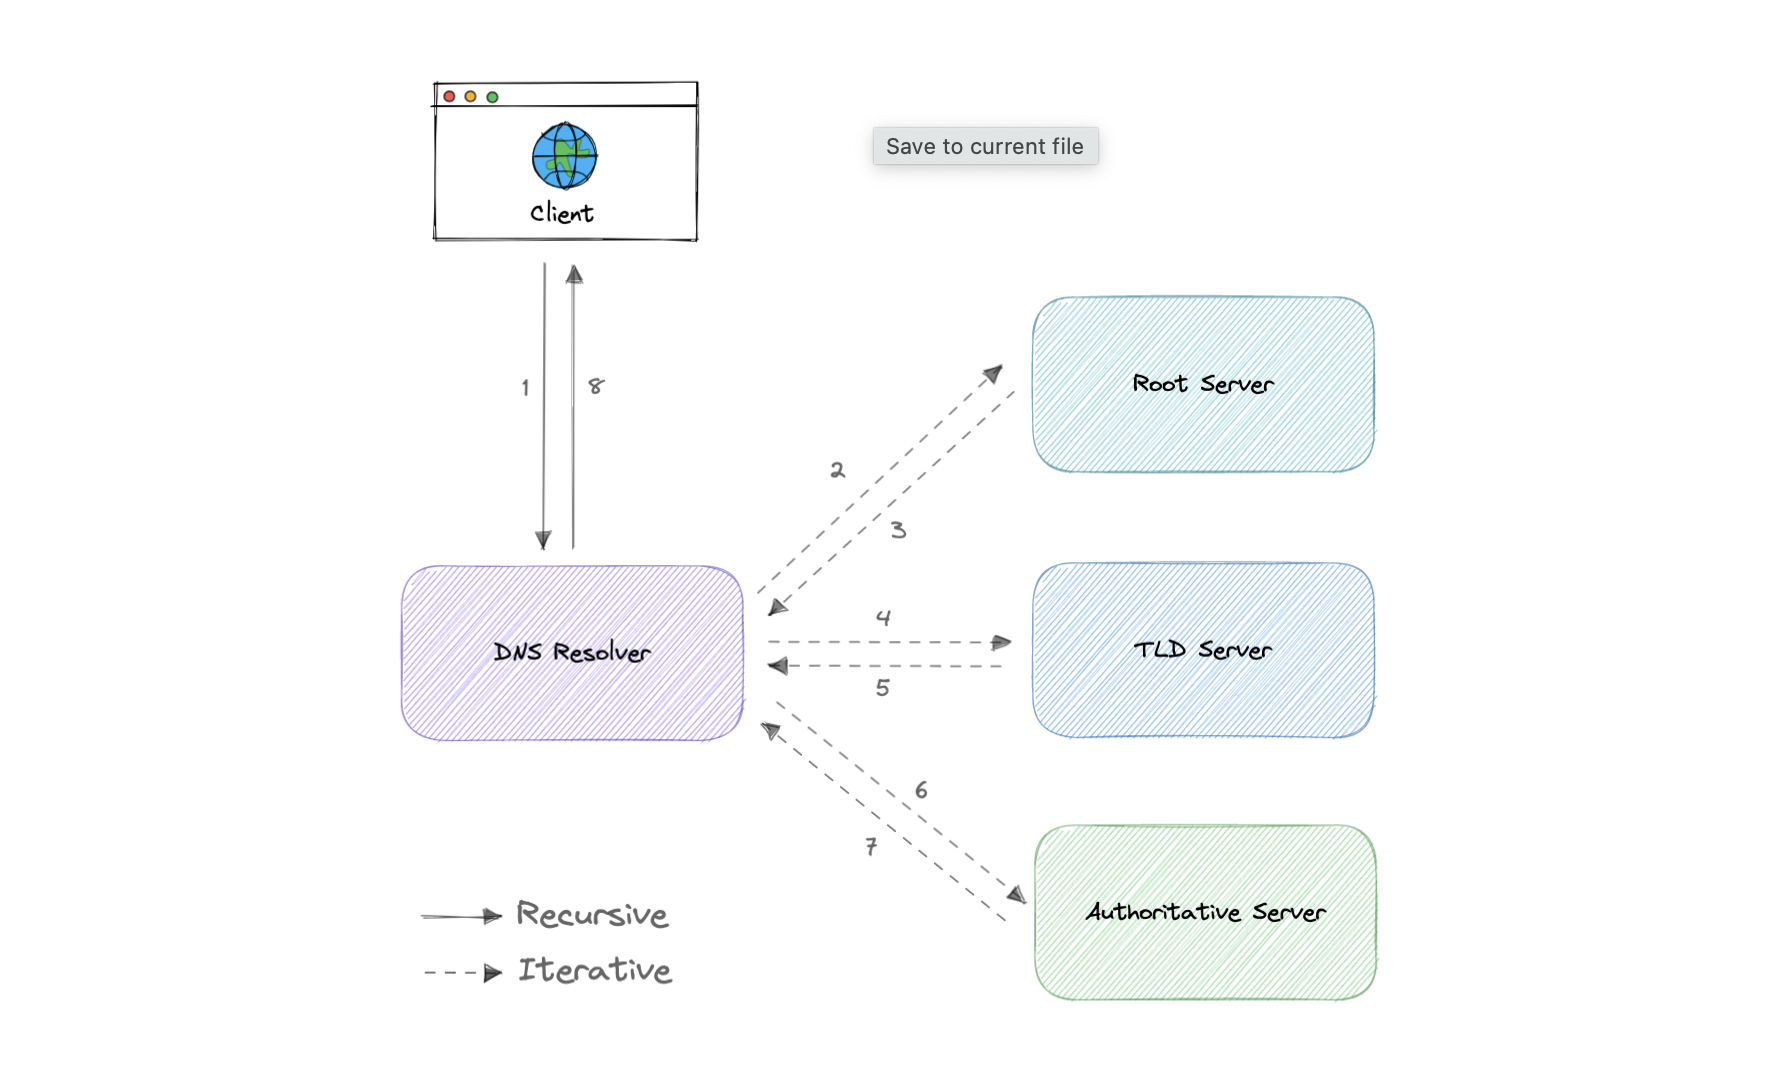 Client
Save to current file
1
8
Root Server
2
3
DNS Resolver
4
5
TLD Server
6
7
Authoritative Server
Recursive
Iterative